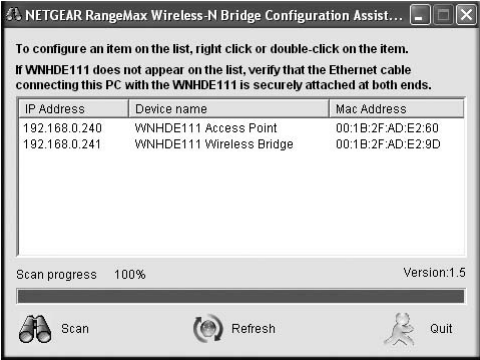 NETGEAR RangeMax Wireless-N Bridge Configuration Assist...
To configure an item on the list, right click or double-click on the item.
If WNHDE111 does not appear on the list, verify that the Ethernet cable
connecting this PC with the WNHDE111 is securely attached at both ends.
IP Address Device name Mac Address
192.168.0.240 WNHDE111 Access Point 00:1B:2F:AD:E2:60
192.168.0.241 WNHDE111 Wireless Bridge 00:1B:2F:AD:E2:9D
Scan progress 100% Version:1.5
Scan Refresh Quit